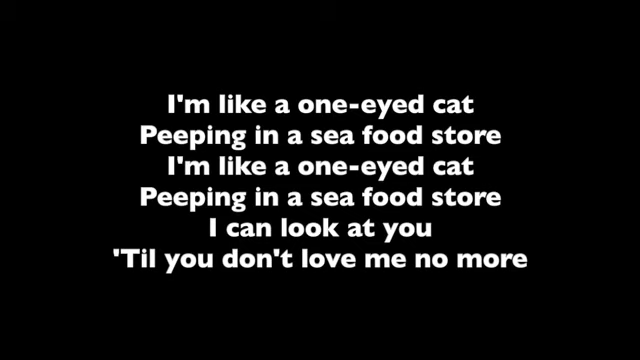 I'm like a one-eyed cat
Peeping in a sea food store
I'm like a one-eyed cat
Peeping in a sea food store
I can look at you
'Til you don't love me no more